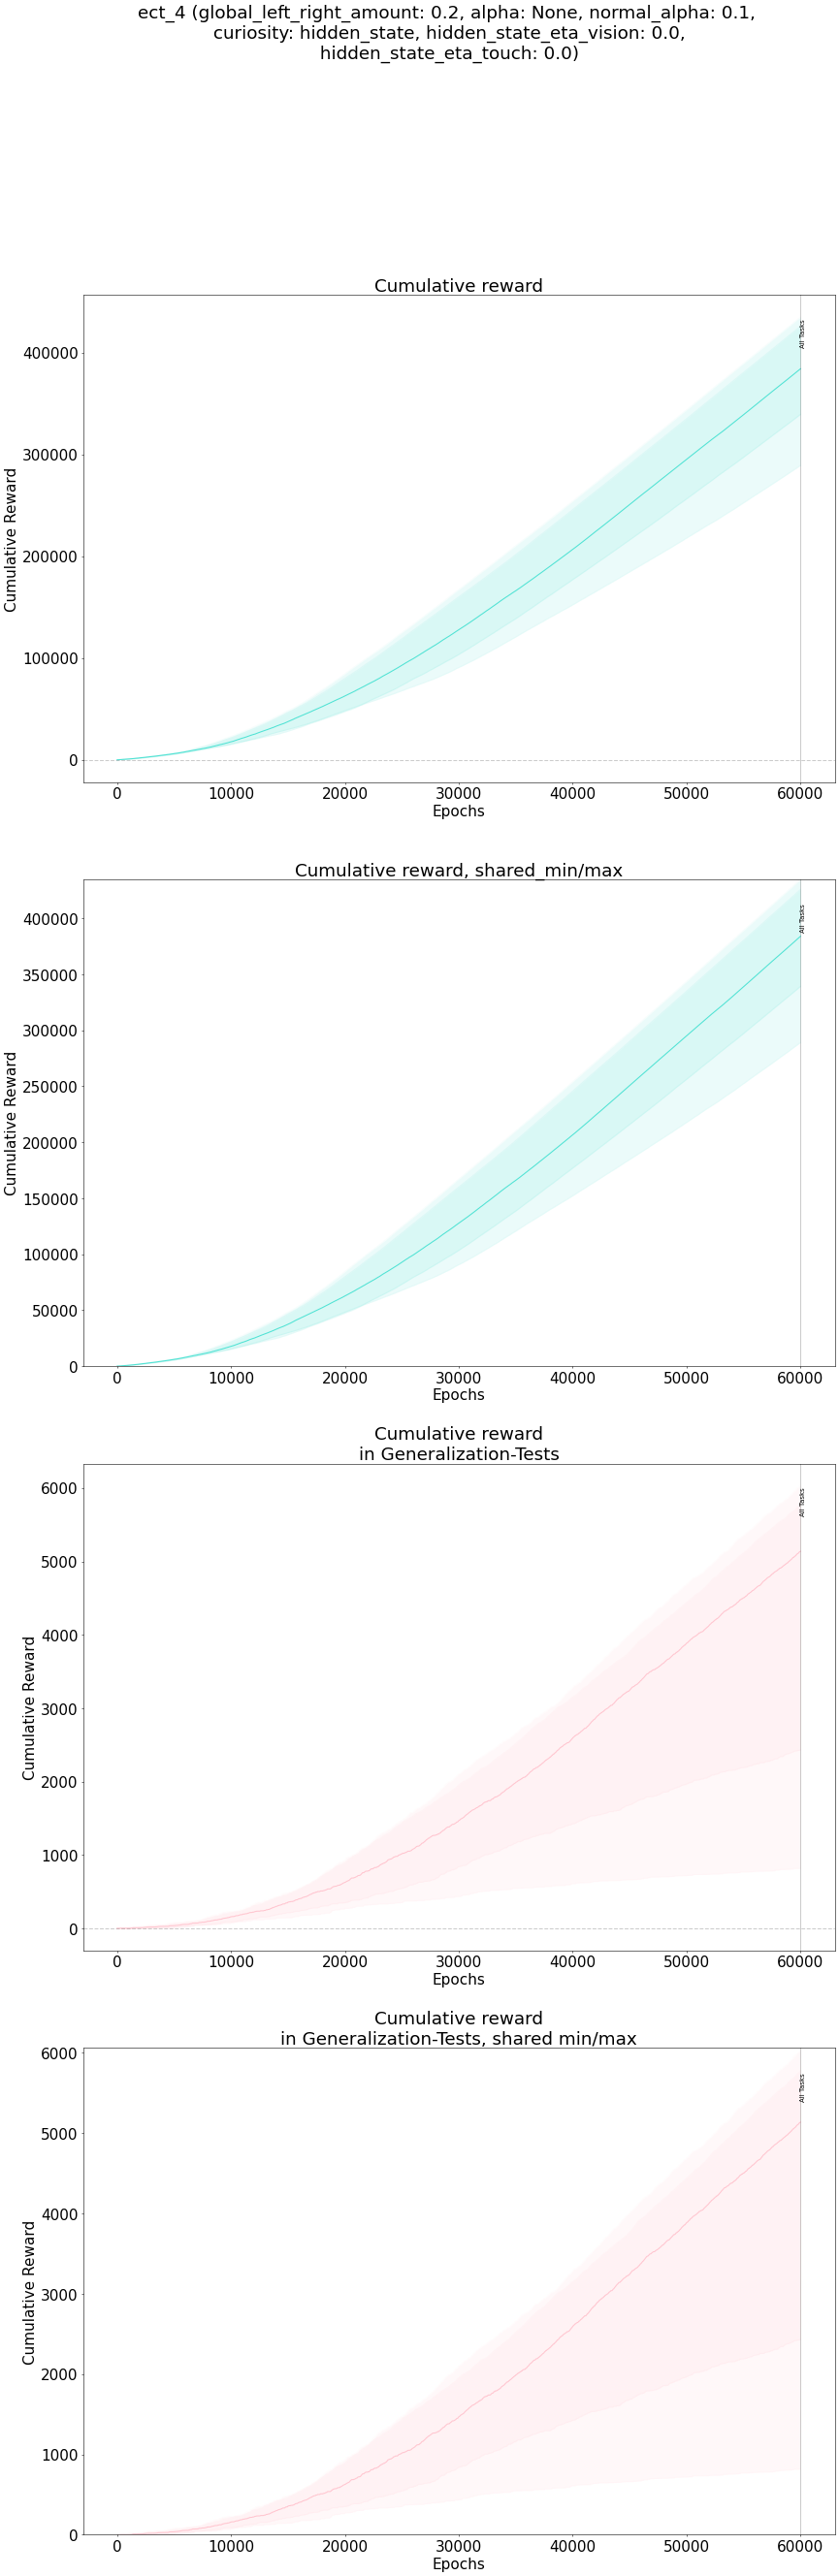 ect_4 (global_left_right_amount: 0.2, alpha: None, normal_alpha: 0.1,
curiosity: hidden_state, hidden_state_eta_vision: 0.0,
hidden_state_eta_touch: 0.0)
Cumulative reward
All Tasks
400000
300000
200000
100000
0
Cumulative Reward
0 10000 20000 30000 40000 50000 60000
Epochs
Cumulative reward, shared_min/max
All Tasks
400000
350000
300000
250000
200000
150000
100000
50000
0
Cumulative Reward
0 10000 20000 30000 40000 50000 60000
Epochs
Cumulative reward
in Generalization-Tests
All Tasks
6000
5000
4000
3000
2000
1000
0
Cumulative Reward
0 10000 20000 30000 40000 50000 60000
Epochs
Cumulative reward
in Generalization-Tests, shared min/max
All Tasks
6000
5000
4000
3000
2000
1000
0
Cumulative Reward
0 10000 20000 30000 40000 50000 60000
Epochs